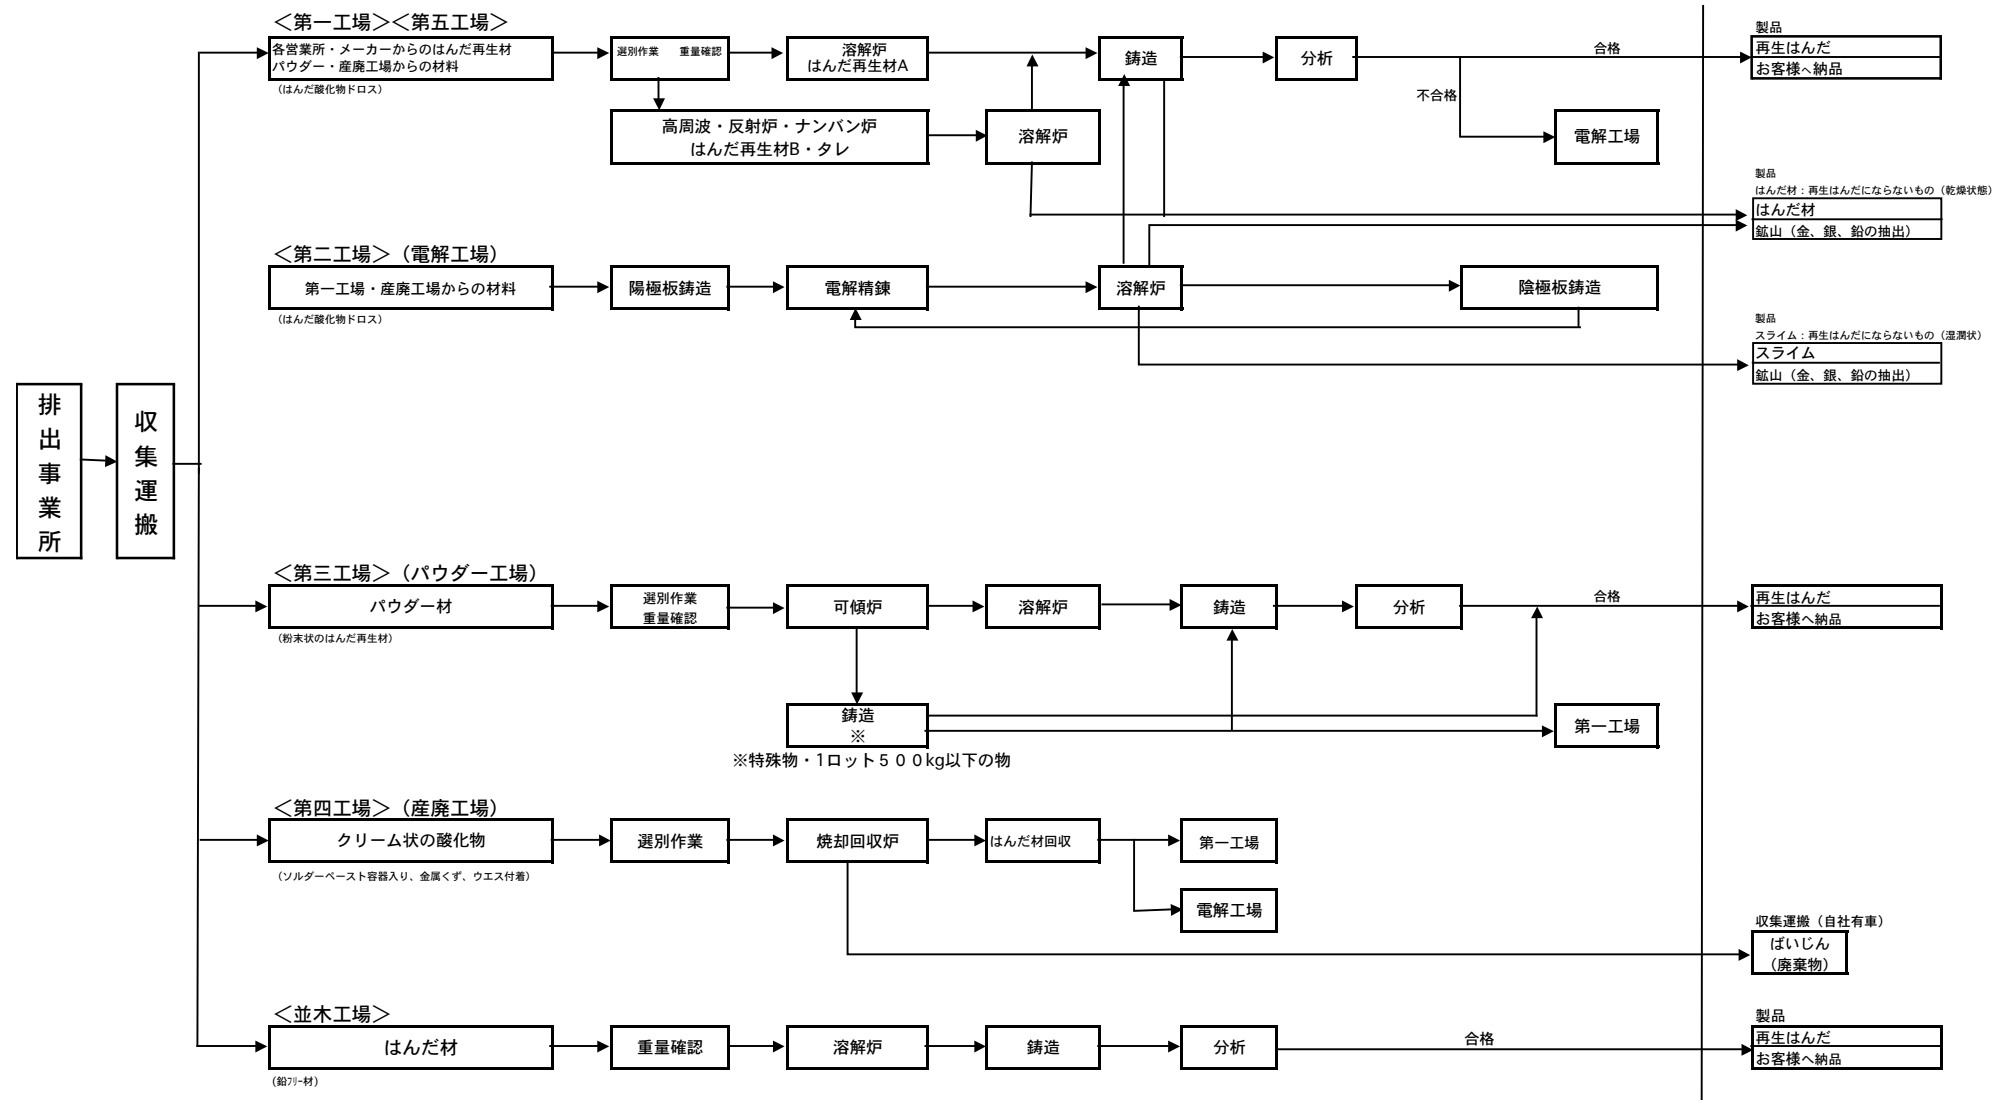 排出事業所
収集運搬
＜第一工場＞＜第五工場＞
各営業所・メーカーからのはんだ再生材
パウダー・産廃工場からの材料
（はんだ酸化物ドロス）
選別作業　重量確認
溶解炉
はんだ再生材A
鋳造
分析
合格
不合格
製品
再生はんだ
お客様へ納品
高周波・反射炉・ナンバン炉
はんだ再生材B・タレ
溶解炉
電解工場
製品
はんだ材：再生はんだにならないもの（乾燥状態）
はんだ材
鉱山（金、銀、鉛の抽出）
＜第二工場＞（電解工場）
第一工場・産廃工場からの材料
（はんだ酸化物ドロス）
陽極板鋳造
電解精錬
溶解炉
陰極板鋳造
製品
スライム：再生はんだにならないもの（湿潤状）
スライム
鉱山（金、銀、鉛の抽出）
＜第三工場＞（パウダー工場）
パウダー材
（粉末状のはんだ再生材）
選別作業
重量確認
可傾炉
溶解炉
鋳造
分析
合格
再生はんだ
お客様へ納品
鋳造
※
※特殊物・1ロット５００kg以下の物
第一工場
＜第四工場＞（産廃工場）
クリーム状の酸化物
（ソルダーペースト容器入り、金属くず、ウエス付着）
選別作業
焼却回収炉
はんだ材回収
第一工場
電解工場
収集運搬（自社有車）
ばいじん
（廃棄物）
＜並木工場＞
はんだ材
（鉛ﾌﾘｰ材）
重量確認
溶解炉
鋳造
分析
合格
製品
再生はんだ
お客様へ納品